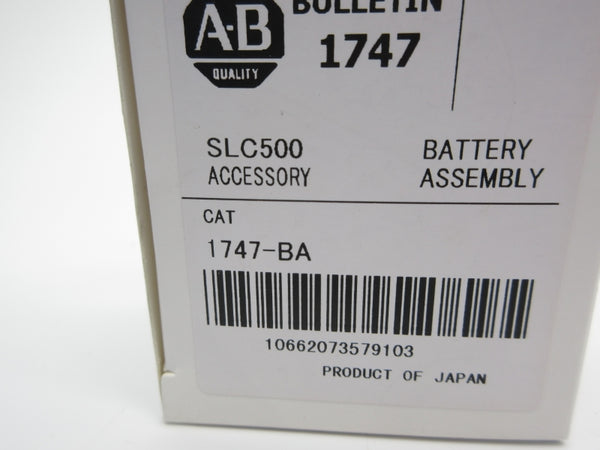 A-B
QUALITY
BULLETIN
1747
SLC500 BATTERY
ACCESSORY ASSEMBLY
CAT
1747-BA
10662073579103
PRODUCT OF JAPAN